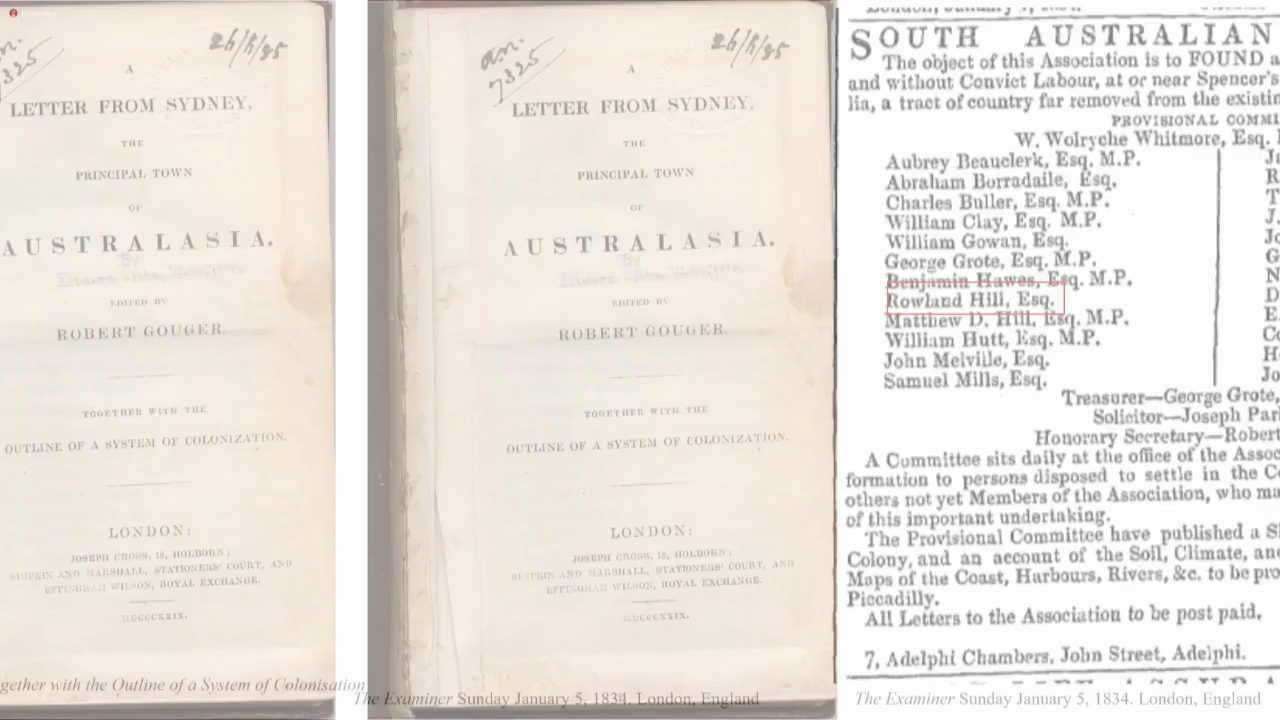 26/5/85
7325
A
LETTER FROM SYDNEY,
THE
PRINCIPAL TOWN
OF
AUSTRALASIA.
By
EDITED BY
ROBERT GOUGER.
TOGETHER WITH THE
OUTLINE OF A SYSTEM OF COLONIZATION.
LONDON:
JOSEPH CROSS, 18, HOLBORN;
SIMPKIN AND MARSHALL, STATIONERS' COURT, AND
EFFINGHAM WILSON, ROYAL EXCHANGE.
MDCCCXXIX.
gether with the Outline of a System of Colonisation
an.
7325
26/5/85
A
LETTER FROM SYDNEY,
THE
PRINCIPAL TOWN
OF
AUSTRALASIA.
By
EDITED BY
ROBERT GOUGER.
TOGETHER WITH THE
OUTLINE OF A SYSTEM OF COLONIZATION.
LONDON:
JOSEPH CROSS, 18, HOLBORN;
SIMPKIN AND MARSHALL, STATIONERS' COURT, AND
EFFINGHAM WILSON, ROYAL EXCHANGE.
MDCCCXXIX.
The Examiner Sunday January 5, 1834. London, England
SOUTH AUSTRALIAN
The object of this Association is to FOUND a
and without Convict Labour, at or near Spencer's
lia, a tract of country far removed from the existin
PROVISIONAL COMMI
W. Wolryche Whitmore, Esq.
Aubrey Beauclerk, Esq. M.P.
Abraham Borradaile, Esq.
Charles Buller, Esq. M.P.
William Clay, Esq. M.P.
William Gowan, Esq.
George Grote, Esq. M.P.
Benjamin Hawes, Esq. M.P.
Rowland Hill, Esq.
Matthew D. Hill, Esq. M.P.
William Hutt, Esq. M.P.
John Melville, Esq.
Samuel Mills, Esq.
Treasurer—George Grote,
Solicitor—Joseph Par
Honorary Secretary—Robert
A Committee sits daily at the office of the Assoc
formation to persons disposed to settle in the C
others not yet Members of the Association, who ma
of this important undertaking.
The Provisional Committee have published a S
Colony, and an account of the Soil, Climate, an
Maps of the Coast, Harbours, Rivers, &c. to be pro
Piccadilly.
All Letters to the Association to be post paid.
7, Adelphi Chambers, John Street, Adelphi.
The Examiner Sunday January 5, 1834. London, England